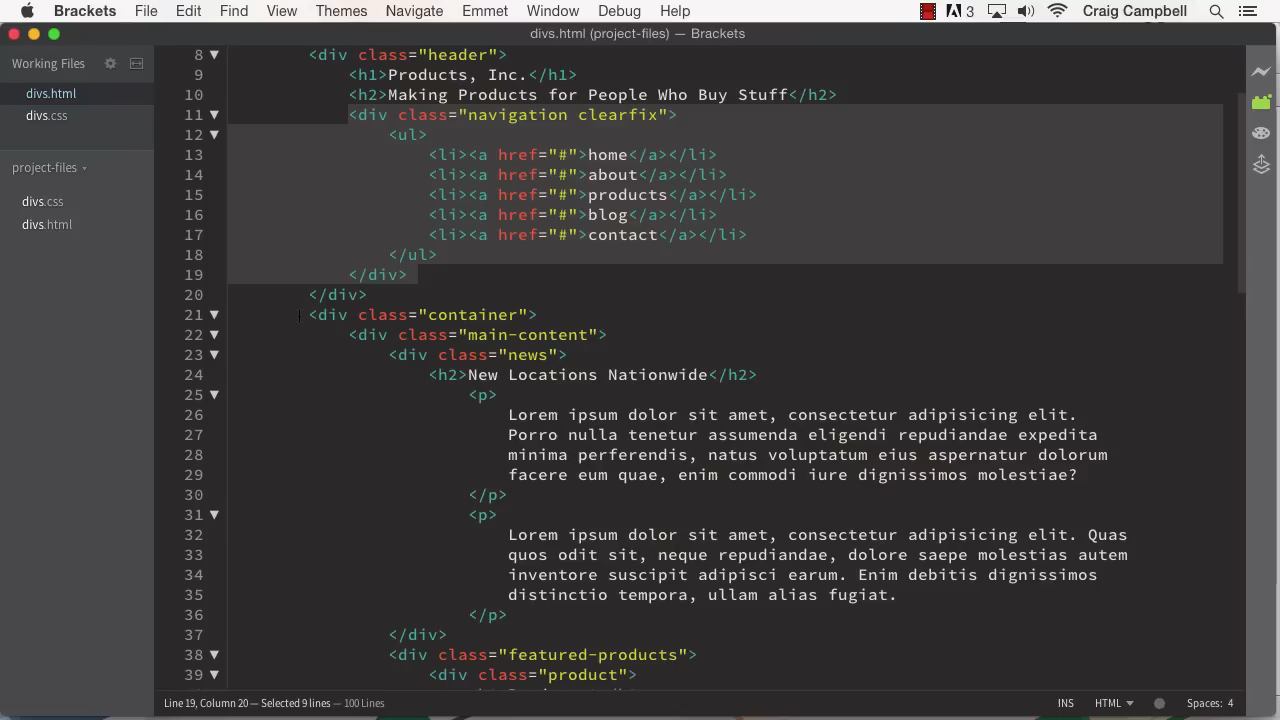 Brackets File Edit Find View Themes Navigate Emmet Window Debug Help 3 Craig Campbell
divs.html (project-files) — Brackets
Working Files
divs.html
divs.css
project-files
divs.css
divs.html
8 <div class="header">
9 <h1>Products, Inc.</h1>
10 <h2>Making Products for People Who Buy Stuff</h2>
11 <div class="navigation clearfix">
12 <ul>
13 <li><a href="#">home</a></li>
14 <li><a href="#">about</a></li>
15 <li><a href="#">products</a></li>
16 <li><a href="#">blog</a></li>
17 <li><a href="#">contact</a></li>
18 </ul>
19 </div>
20 </div>
21 <div class="container">
22 <div class="main-content">
23 <div class="news">
24 <h2>New Locations Nationwide</h2>
25 <p>
26 Lorem ipsum dolor sit amet, consectetur adipisicing elit.
27 Porro nulla tenetur assumenda eligendi repudiandae expedita
28 minima perferendis, natus voluptatum eius aspernatur dolorum
29 facere eum quae, enim commodi iure dignissimos molestiae?
30 </p>
31 <p>
32 Lorem ipsum dolor sit amet, consectetur adipisicing elit. Quas
33 quos odit sit, neque repudiandae, dolore saepe molestias autem
34 inventore suscipit adipisci earum. Enim debitis dignissimos
35 distinctio tempora, ullam alias fugiat.
36 </p>
37 </div>
38 <div class="featured-products">
39 <div class="product">
Line 19, Column 20 — Selected 9 lines — 100 Lines INS HTML Spaces: 4